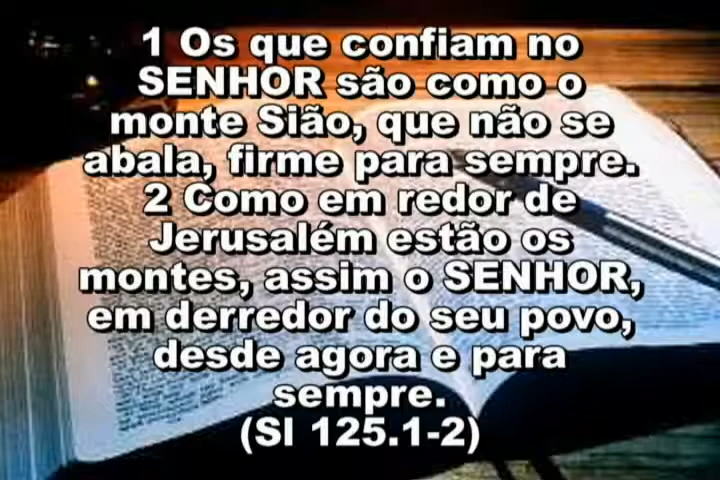 1 Os que confiam no
SENHOR são como o
monte Sião, que não se
abala, firme para sempre.
2 Como em redor de
Jerusalém estão os
montes, assim o SENHOR,
em derredor do seu povo,
desde agora e para
sempre.
(Sl 125.1-2)